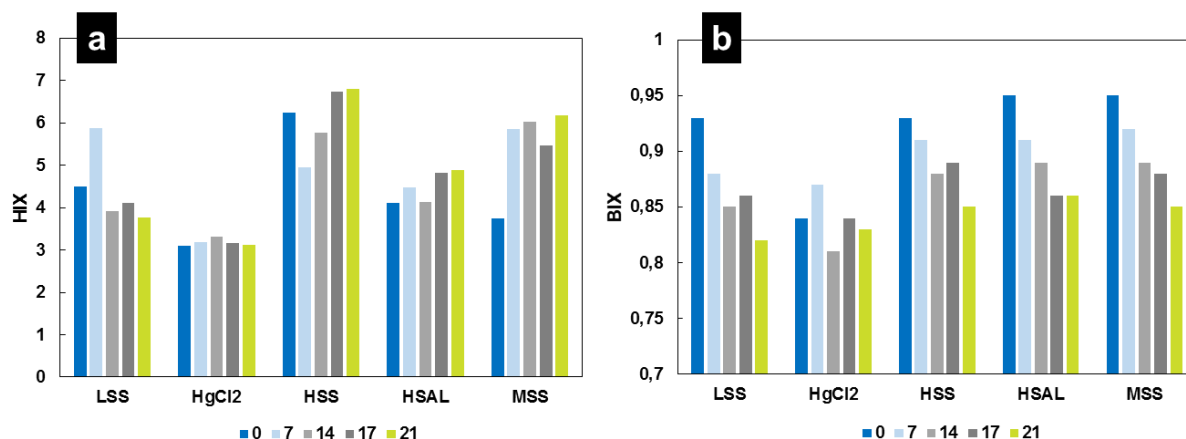 a
8
7
6
5
4
3
2
1
0
HIX
LSS HgCl2 HSS HSAL MSS
0 7 14 17 21
b
1
0,95
0,9
0,85
0,8
0,75
0,7
BIX
LSS HgCl2 HSS HSAL MSS
0 7 14 17 21